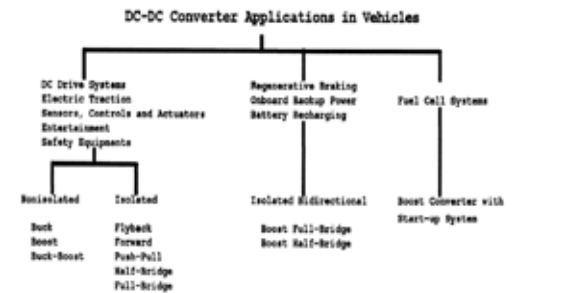 DC-DC Converter Applications in Vehicles
DC Drive Systems
Electric Traction
Sensors, Controls and Actuators
Entertainment
Safety Equipments
Regenerative Braking
Onboard Backup Power
Battery Recharging
Fuel Cell Systems
Nonisolated
Buck
Boost
Buck-Boost
Isolated
Flyback
Forward
Push-Pull
Half-Bridge
Full-Bridge
Isolated Bidirectional
Boost Full-Bridge
Boost Half-Bridge
Boost Converter with
Start-up System